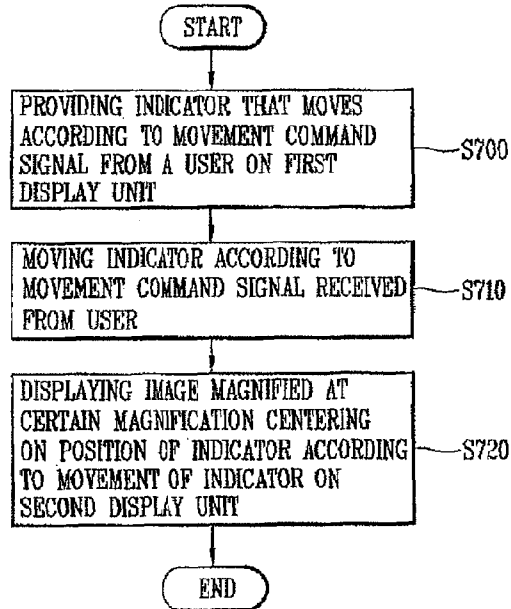 START
PROVIDING INDICATOR THAT MOVES
ACCORDING TO MOVEMENT COMMAND
SIGNAL FROM A USER ON FIRST
DISPLAY UNIT
S700
MOVING INDICATOR ACCORDING TO
MOVEMENT COMMAND SIGNAL RECEIVED
FROM USER
S710
DISPLAYING IMAGE MAGNIFIED AT
CERTAIN MAGNIFICATION CENTERING
ON POSITION OF INDICATOR ACCORDING
TO MOVEMENT OF INDICATOR ON
SECOND DISPLAY UNIT
S720
END